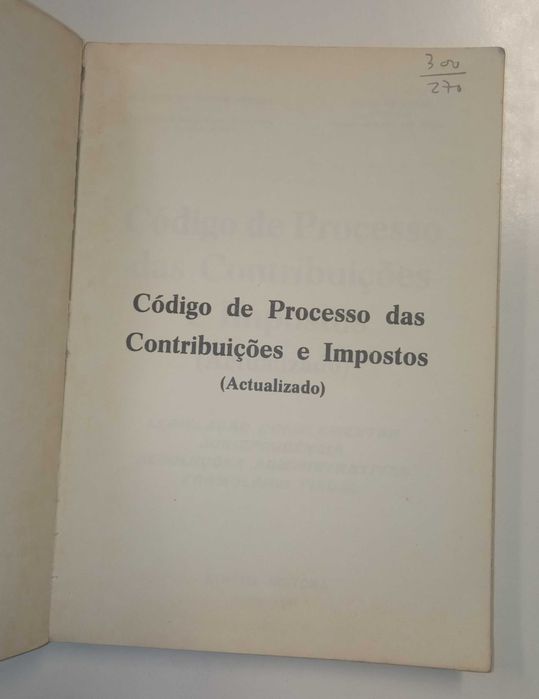 300
270
Código de Processo das
Contribuições e Impostos
(Actualizado)